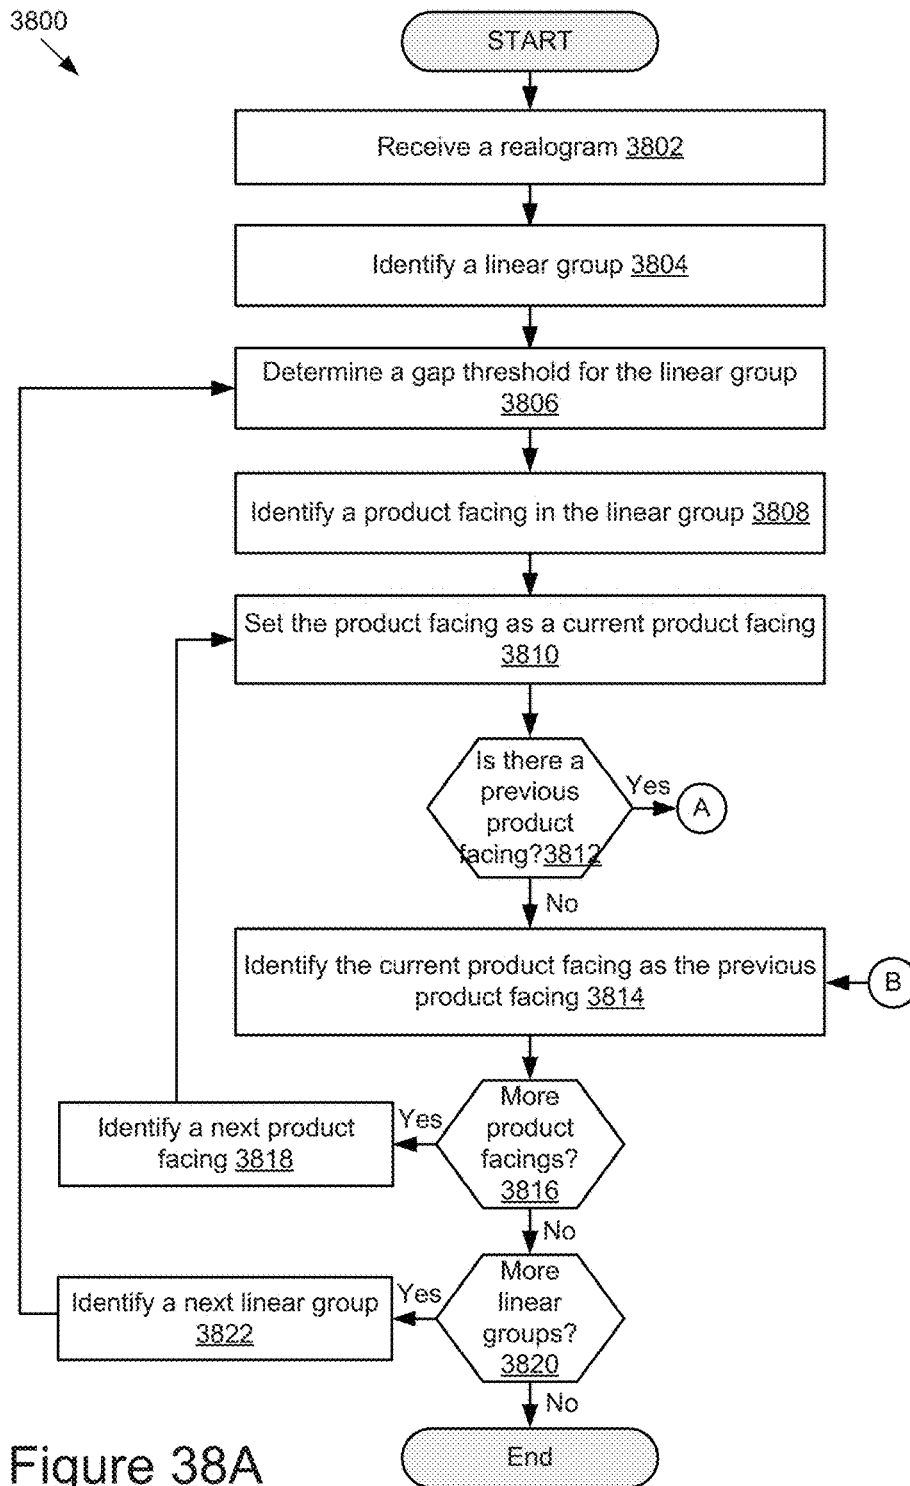 3800
START
Receive a realogram 3802
Identify a linear group 3804
Determine a gap threshold for the linear group
3806
Identify a product facing in the linear group 3808
Set the product facing as a current product facing
3810
Is there a
previous
product
facing?3812
Yes
A
No
Identify the current product facing as the previous
product facing 3814
B
More
product
facings?
3816
Yes
Identify a next product
facing 3818
No
More
linear
groups?
3820
Yes
Identify a next linear group
3822
No
End
Figure 38A